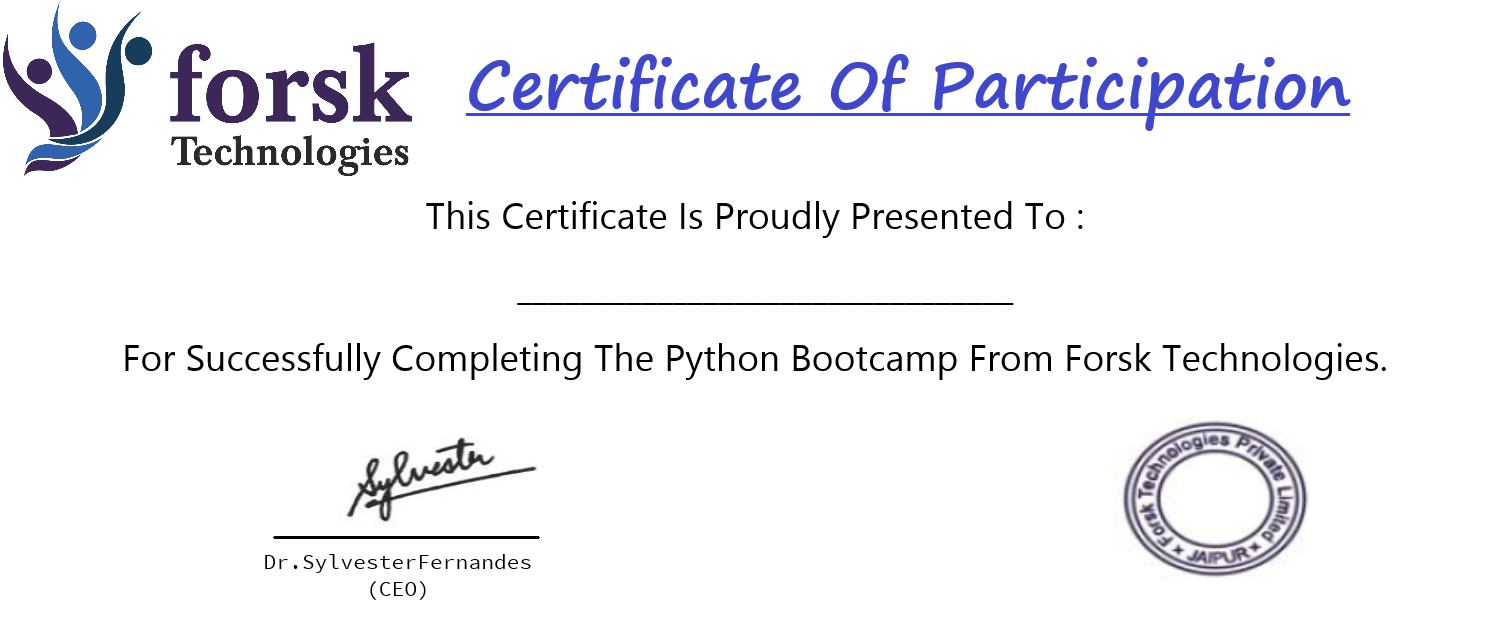 forsk
Technologies
Certificate Of Participation
This Certificate Is Proudly Presented To :
________________________________
For Successfully Completing The Python Bootcamp From Forsk Technologies.
Sylvester
Dr.SylvesterFernandes
(CEO)
Forsk Technologies Private Limited
* JAIPUR *